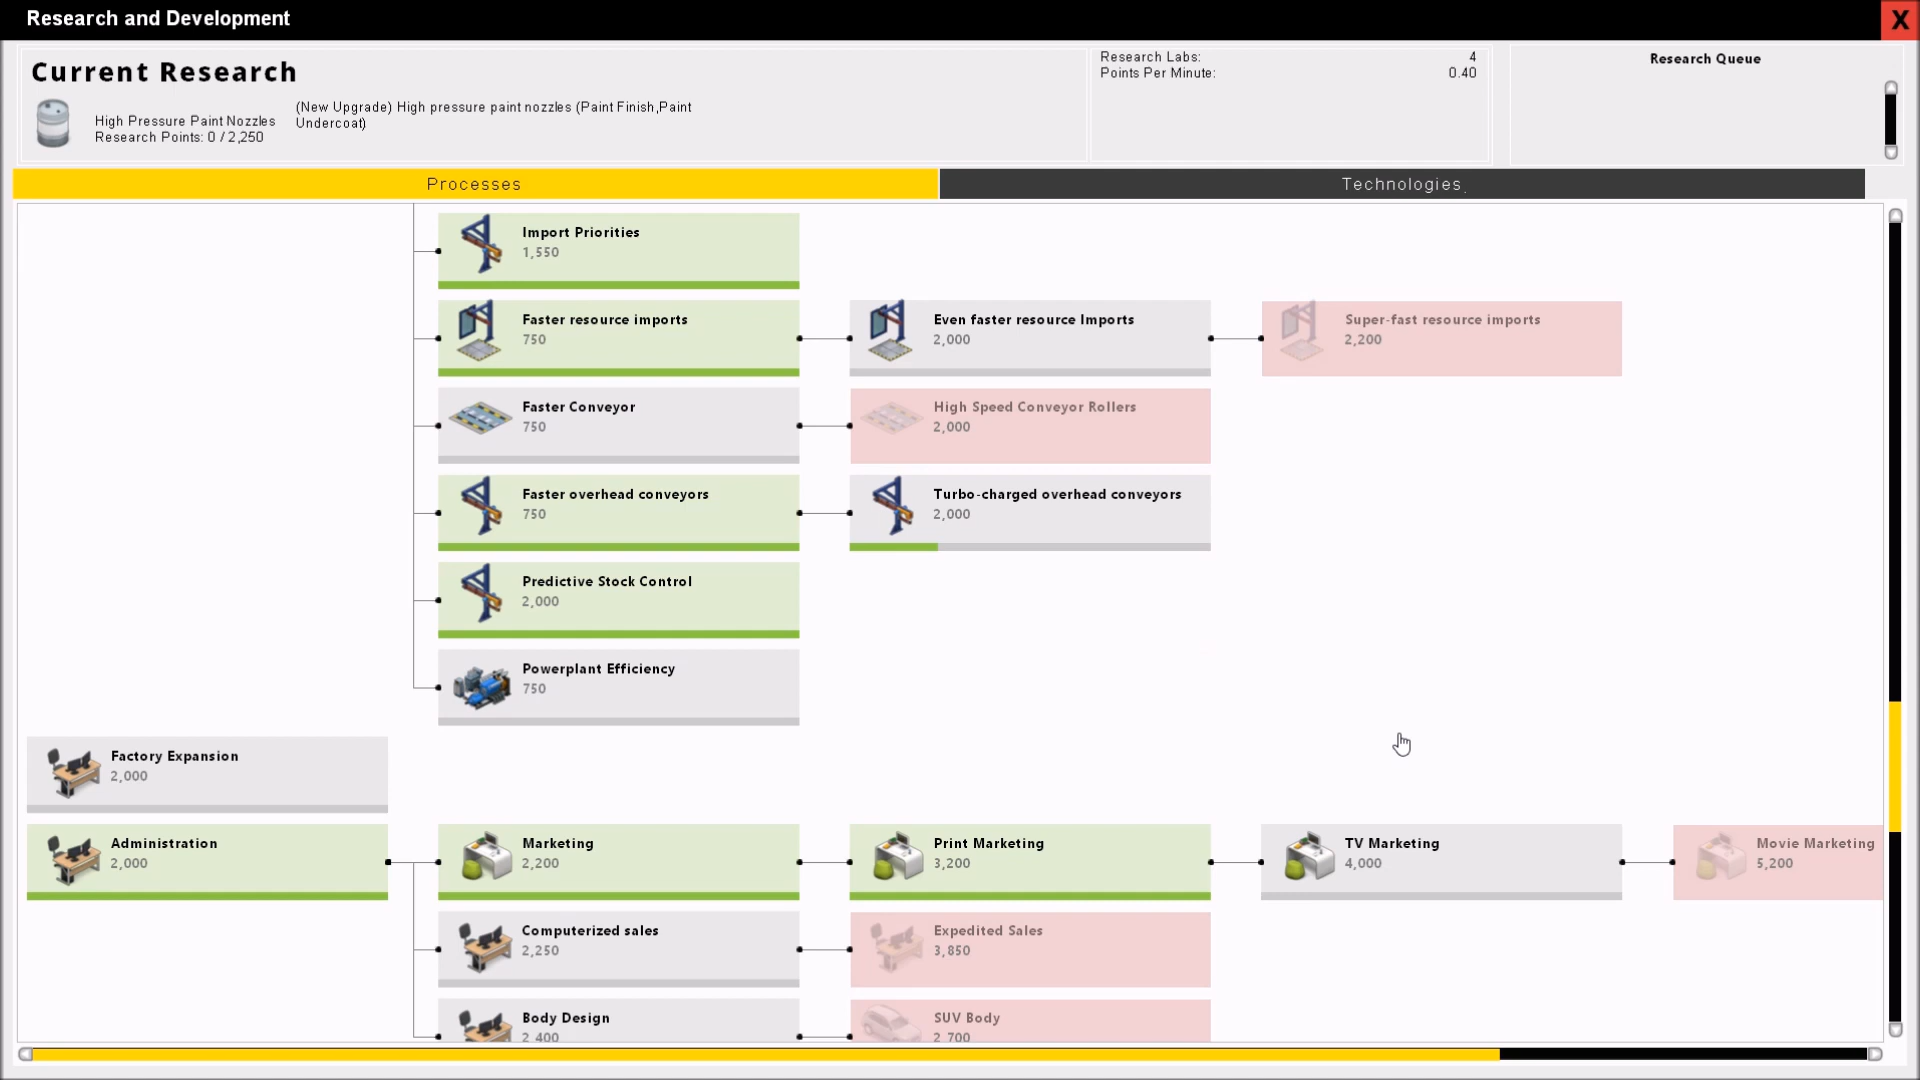 Research and Development
X
Current Research
High Pressure Paint Nozzles
Research Points: 0 / 2,250
(New Upgrade) High pressure paint nozzles (Paint Finish,Paint
Undercoat)
Research Labs: 4
Points Per Minute: 0.40
Research Queue
Processes
Technologies
Import Priorities
1,550
Faster resource imports
750
Even faster resource Imports
2,000
Super-fast resource imports
2,200
Faster Conveyor
750
High Speed Conveyor Rollers
2,000
Faster overhead conveyors
750
Turbo-charged overhead conveyors
2,000
Predictive Stock Control
2,000
Powerplant Efficiency
750
Factory Expansion
2,000
Administration
2,000
Marketing
2,200
Print Marketing
3,200
TV Marketing
4,000
Movie Marketing
5,200
Computerized sales
2,250
Expedited Sales
3,850
Body Design
2,400
SUV Body
2,700